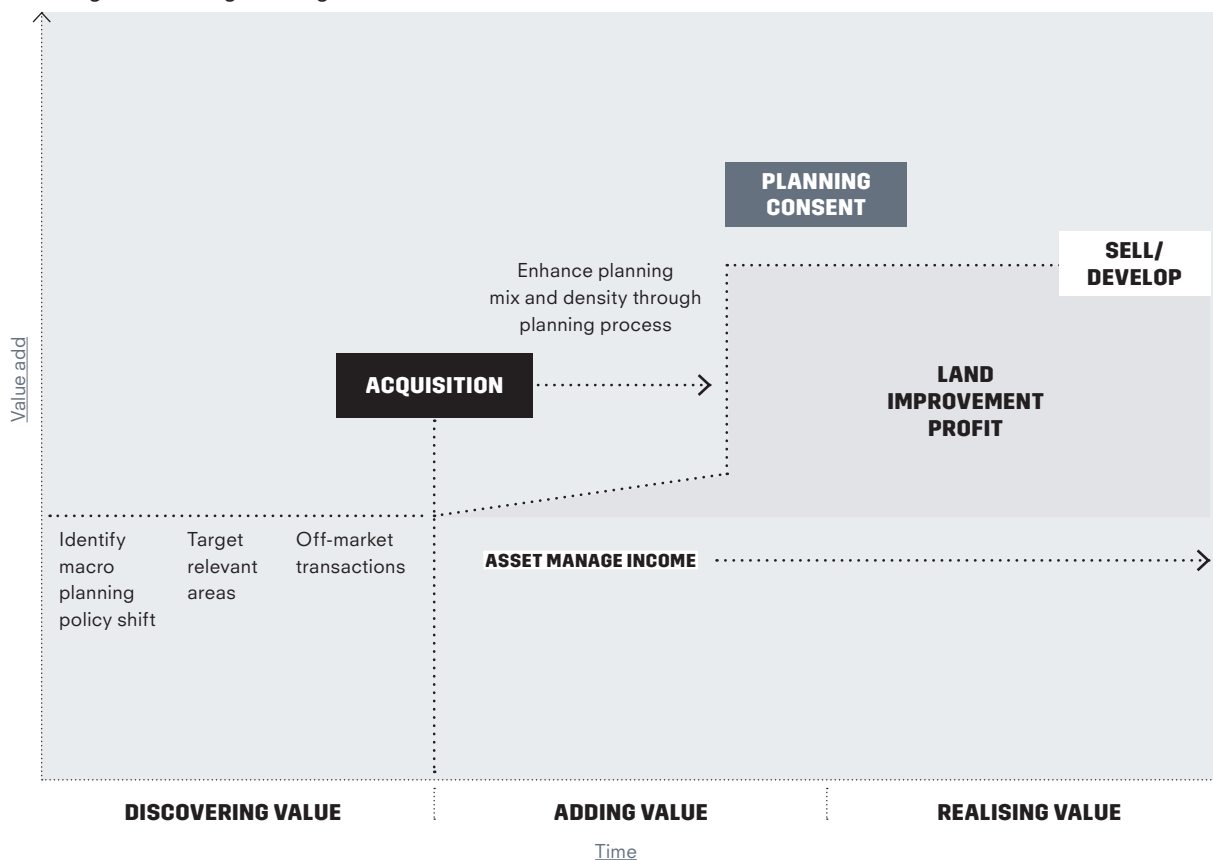 PLANNING
CONSENT
SELL/
DEVELOP
Enhance planning
mix and density through
planning process
ACQUISITION
LAND
IMPROVEMENT
PROFIT
Value add
Identify
macro
planning
policy shift
Target
relevant
areas
Off-market
transactions
ASSET MANAGE INCOME
DISCOVERING VALUE
ADDING VALUE
REALISING VALUE
Time